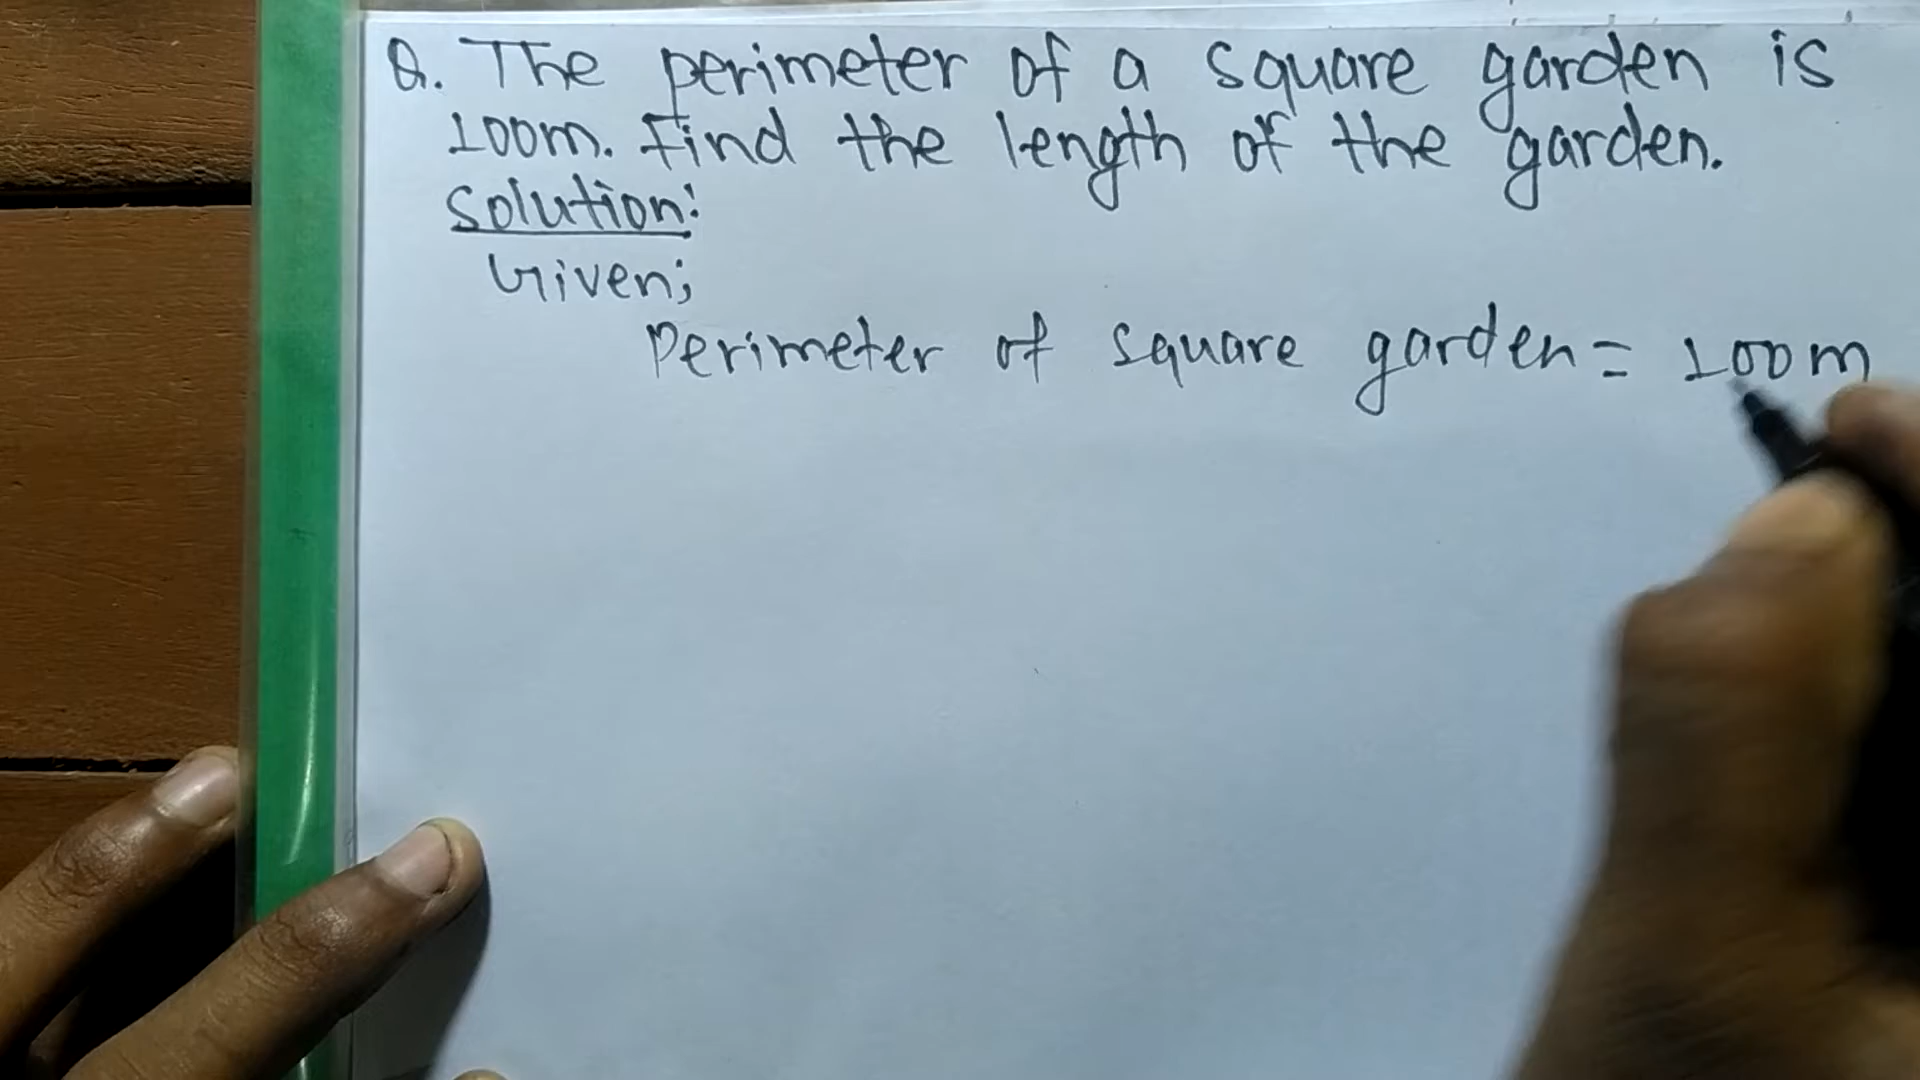 Q. The perimeter of a square garden is
100m. Find the length of the garden.
Solution:
Given;
Perimeter of square garden = 100m